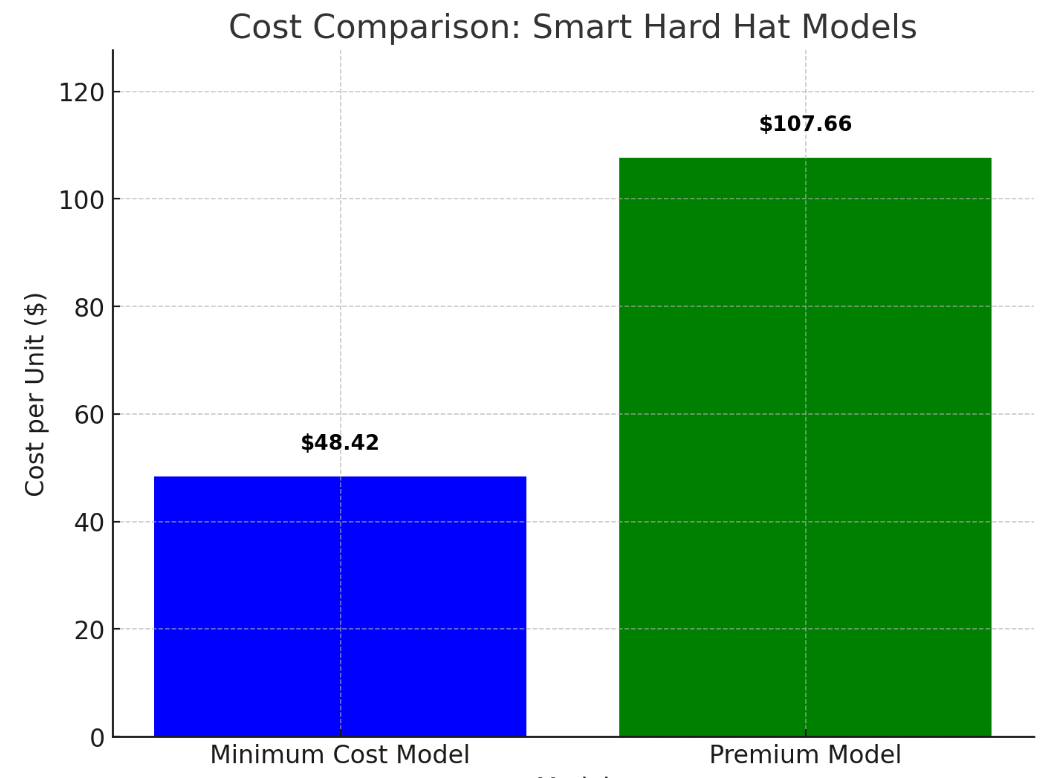 Cost Comparison: Smart Hard Hat Models
120
$107.66
100
80
Cost per Unit ($)
60
$48.42
40
20
0
Minimum Cost Model
Premium Model